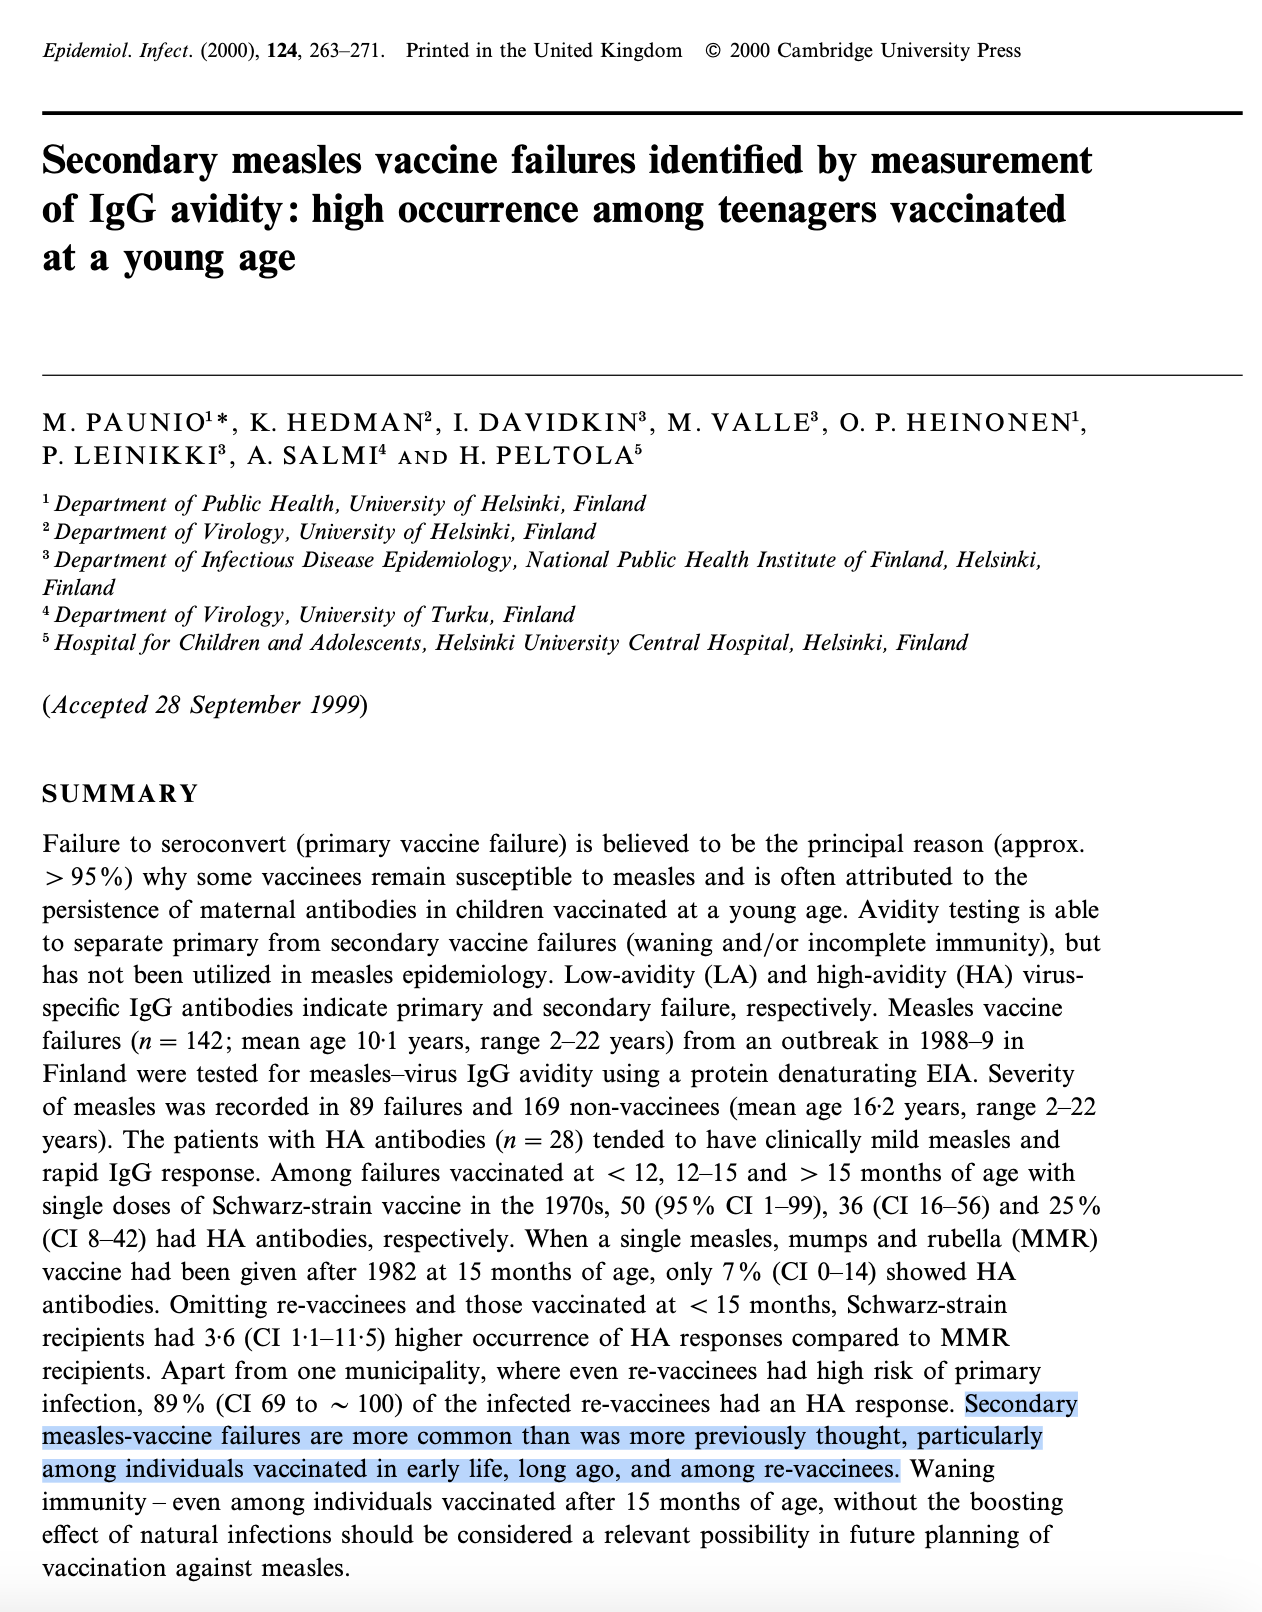 Epidemiol. Infect. (2000), 124, 263–271. Printed in the United Kingdom © 2000 Cambridge University Press
Secondary measles vaccine failures identified by measurement
of IgG avidity: high occurrence among teenagers vaccinated
at a young age
M. PAUNIO¹*, K. HEDMAN², I. DAVIDKIN³, M. VALLE³, O. P. HEINONEN¹,
P. LEINIKKI³, A. SALMI⁴ AND H. PELTOLA⁵
¹ Department of Public Health, University of Helsinki, Finland
² Department of Virology, University of Helsinki, Finland
³ Department of Infectious Disease Epidemiology, National Public Health Institute of Finland, Helsinki,
Finland
⁴ Department of Virology, University of Turku, Finland
⁵ Hospital for Children and Adolescents, Helsinki University Central Hospital, Helsinki, Finland
(Accepted 28 September 1999)
SUMMARY
Failure to seroconvert (primary vaccine failure) is believed to be the principal reason (approx.
> 95%) why some vaccinees remain susceptible to measles and is often attributed to the
persistence of maternal antibodies in children vaccinated at a young age. Avidity testing is able
to separate primary from secondary vaccine failures (waning and/or incomplete immunity), but
has not been utilized in measles epidemiology. Low-avidity (LA) and high-avidity (HA) virus-
specific IgG antibodies indicate primary and secondary failure, respectively. Measles vaccine
failures (n = 142; mean age 10·1 years, range 2–22 years) from an outbreak in 1988–9 in
Finland were tested for measles–virus IgG avidity using a protein denaturating EIA. Severity
of measles was recorded in 89 failures and 169 non-vaccinees (mean age 16·2 years, range 2–22
years). The patients with HA antibodies (n = 28) tended to have clinically mild measles and
rapid IgG response. Among failures vaccinated at < 12, 12–15 and > 15 months of age with
single doses of Schwarz-strain vaccine in the 1970s, 50 (95% CI 1–99), 36 (CI 16–56) and 25%
(CI 8–42) had HA antibodies, respectively. When a single measles, mumps and rubella (MMR)
vaccine had been given after 1982 at 15 months of age, only 7% (CI 0–14) showed HA
antibodies. Omitting re-vaccinees and those vaccinated at < 15 months, Schwarz-strain
recipients had 3·6 (CI 1·1–11·5) higher occurrence of HA responses compared to MMR
recipients. Apart from one municipality, where even re-vaccinees had high risk of primary
infection, 89% (CI 69 to ~ 100) of the infected re-vaccinees had an HA response. Secondary
measles-vaccine failures are more common than was more previously thought, particularly
among individuals vaccinated in early life, long ago, and among re-vaccinees. Waning
immunity – even among individuals vaccinated after 15 months of age, without the boosting
effect of natural infections should be considered a relevant possibility in future planning of
vaccination against measles.